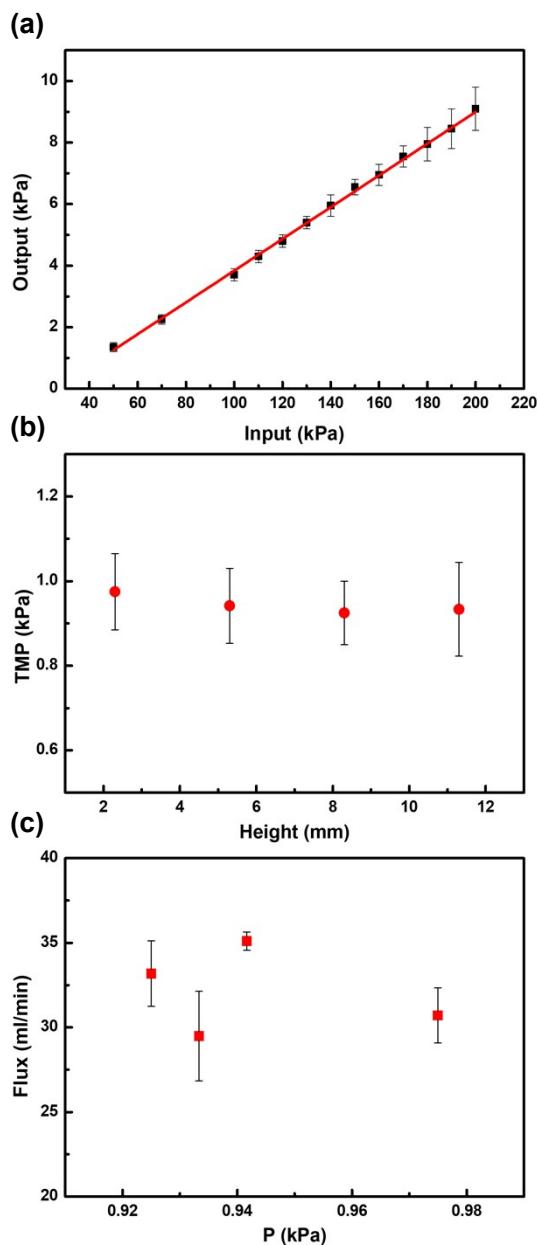 (a)
10
8
6
4
2
0
Output (kPa)
40 60 80 100 120 140 160 180 200 220
Input (kPa)
(b)
1.2
1.0
0.8
0.6
TMP (kPa)
2 4 6 8 10 12
Height (mm)
(c)
40
35
30
25
20
Flux (ml/min)
0.92 0.94 0.96 0.98
P (kPa)